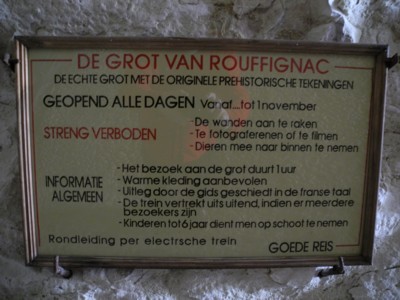 DE GROT VAN ROUFFIGNAC
DE ECHTE GROT MET DE ORIGINELE PREHISTORISCHE TEKENINGEN
GEOPEND ALLE DAGEN Vanaf....tot 1 november
STRENG VERBODEN
- De wanden aan te raken
- Te fotograferenen of te filmen
- Dieren mee naar binnen te nemen
INFORMATIE ALGEMEEN
- Het bezoek aan de grot duurt 1 uur
- Warme kleding aanbevolen
- Uitleg door de gids geschiedt in de franse taal
- De trein vertrekt uits uitend, indien er meerdere
bezoekers zijn
- Kinderen tot 6 jaar dient men op schoot te nemen
Rondleiding per electrsche trein
GOEDE REIS